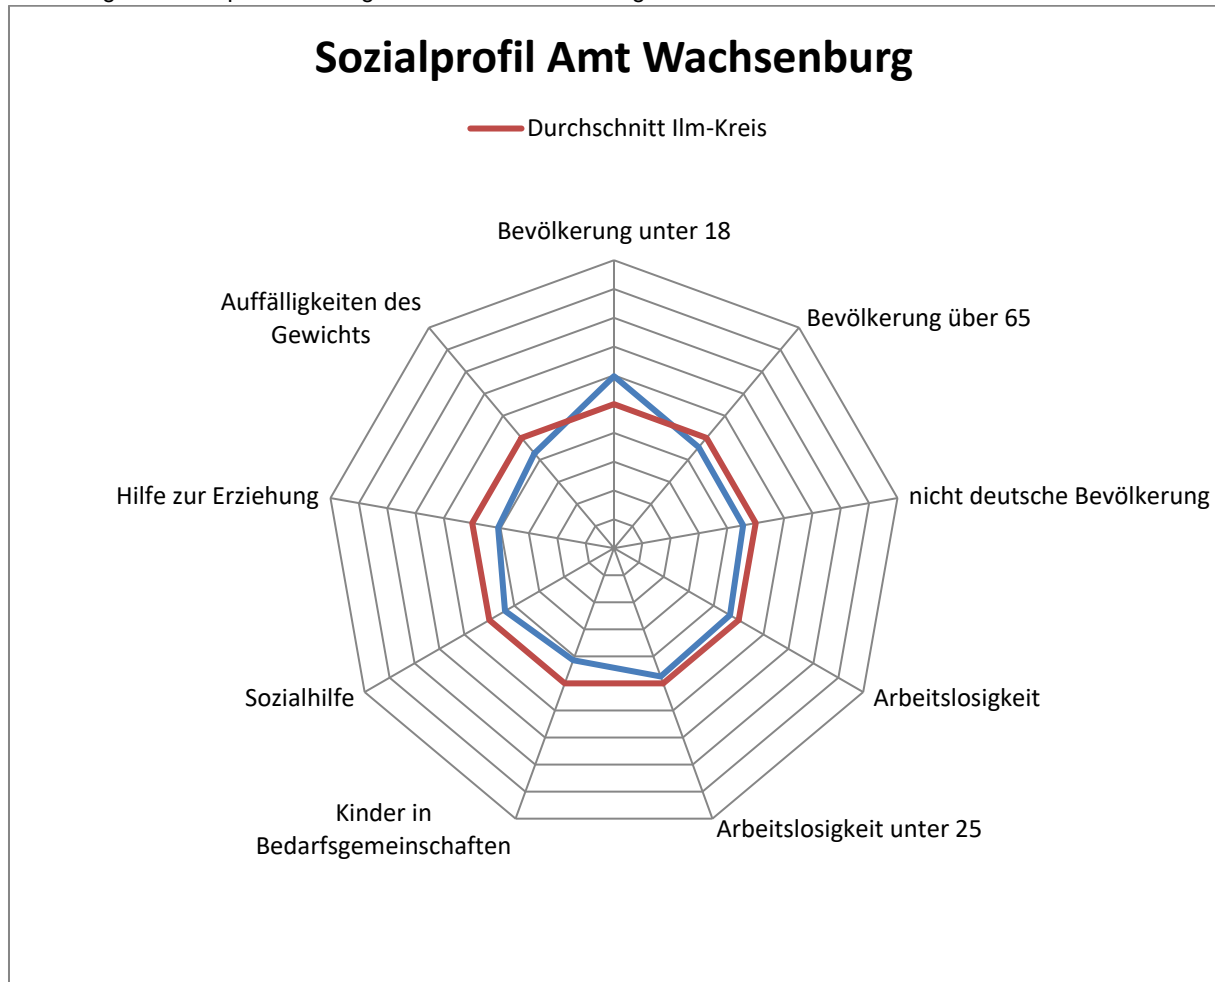 Sozialprofil Amt Wachsenburg
Durchschnitt Ilm-Kreis
Bevölkerung unter 18
Auffälligkeiten des
Gewichts
Bevölkerung über 65
Hilfe zur Erziehung
nicht deutsche Bevölkerung
Sozialhilfe
Arbeitslosigkeit
Kinder in
Bedarfsgemeinschaften
Arbeitslosigkeit unter 25